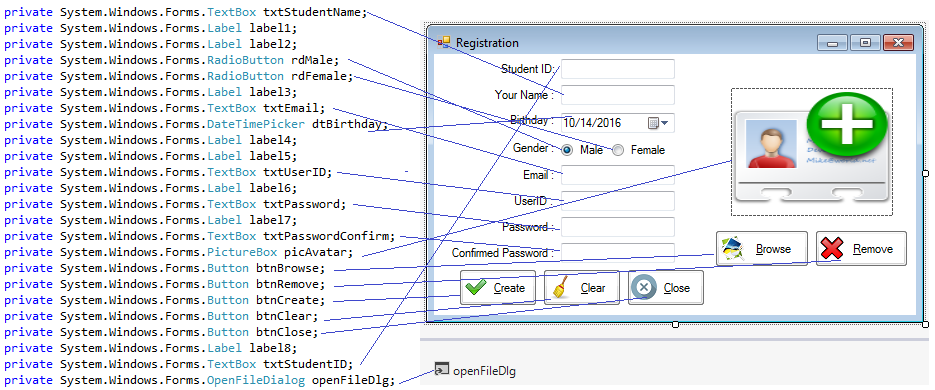 private System.Windows.Forms.TextBox txtStudentName;
private System.Windows.Forms.Label label1;
private System.Windows.Forms.Label label2;
private System.Windows.Forms.RadioButton rdMale;
private System.Windows.Forms.RadioButton rdFemale;
private System.Windows.Forms.Label label3;
private System.Windows.Forms.TextBox txtEmail;
private System.Windows.Forms.DateTimePicker dtBirthday;
private System.Windows.Forms.Label label4;
private System.Windows.Forms.Label label5;
private System.Windows.Forms.TextBox txtUserID;
private System.Windows.Forms.Label label6;
private System.Windows.Forms.TextBox txtPassword;
private System.Windows.Forms.Label label7;
private System.Windows.Forms.TextBox txtPasswordConfirm;
private System.Windows.Forms.PictureBox picAvatar;
private System.Windows.Forms.Button btnBrowse;
private System.Windows.Forms.Button btnRemove;
private System.Windows.Forms.Button btnCreate;
private System.Windows.Forms.Button btnClear;
private System.Windows.Forms.Button btnClose;
private System.Windows.Forms.Label label8;
private System.Windows.Forms.TextBox txtStudentID;
private System.Windows.Forms.OpenFileDialog openFileDlg;
Registration
Student ID:
Your Name :
Birthday : 10/14/2016
Gender : Male Female
Email :
UserID :
Password :
Confirmed Password :
Browse Remove
Create Clear Close
openFileDlg